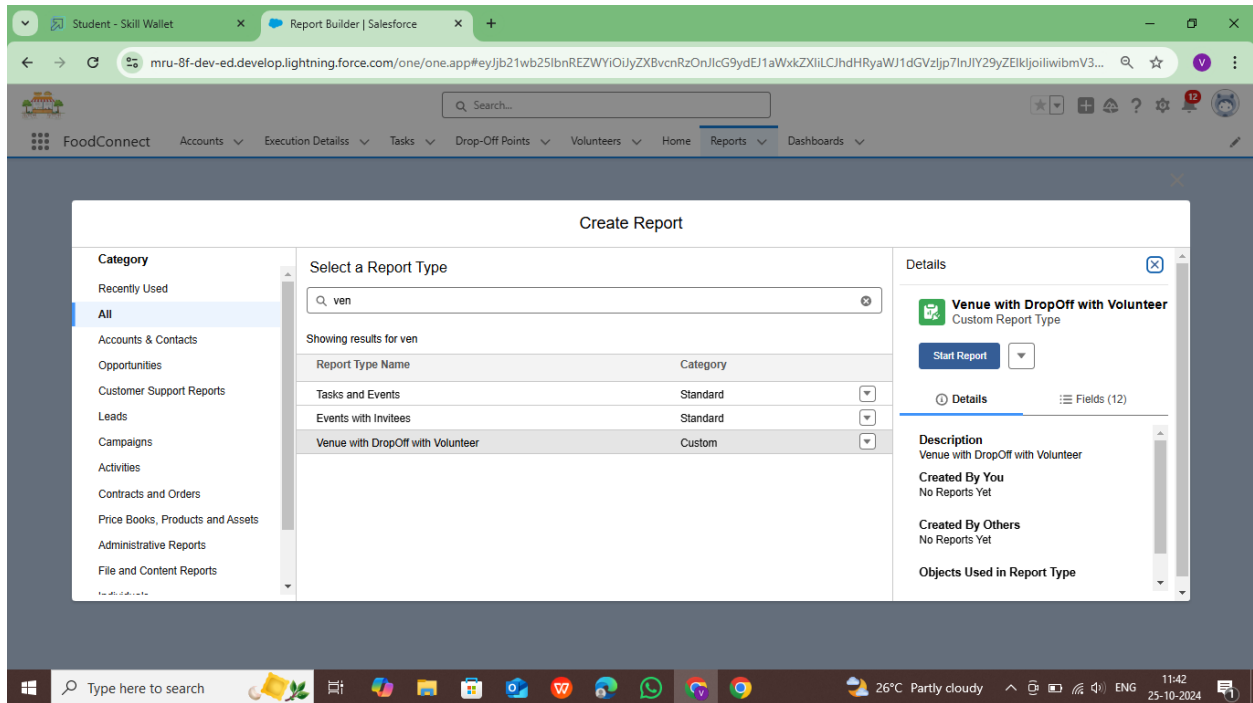 Student - Skill Wallet
Report Builder | Salesforce
mru-8f-dev-ed.develop.lightning.force.com/one/one.app#eyJjb21wb25lbnREZWYiOiJyZXBvcnRzOnJlcG9ydEJ1aWxkZXIiLCJhdHRyaWJ1dGVzIjp7InJlY29yZElkIjoiIiwibmV3...
V
Search...
12
FoodConnect Accounts Execution Detailss Tasks Drop-Off Points Volunteers Home Reports Dashboards
Create Report
Category
Recently Used
All
Accounts & Contacts
Opportunities
Customer Support Reports
Leads
Campaigns
Activities
Contracts and Orders
Price Books, Products and Assets
Administrative Reports
File and Content Reports
Select a Report Type
ven
Showing results for ven
Report Type Name Category
Tasks and Events Standard
Events with Invitees Standard
Venue with DropOff with Volunteer Custom
Details
Venue with DropOff with Volunteer
Custom Report Type
Start Report
Details Fields (12)
Description
Venue with DropOff with Volunteer
Created By You
No Reports Yet
Created By Others
No Reports Yet
Objects Used in Report Type
Type here to search
26°C Partly cloudy
ENG
11:42
25-10-2024
1